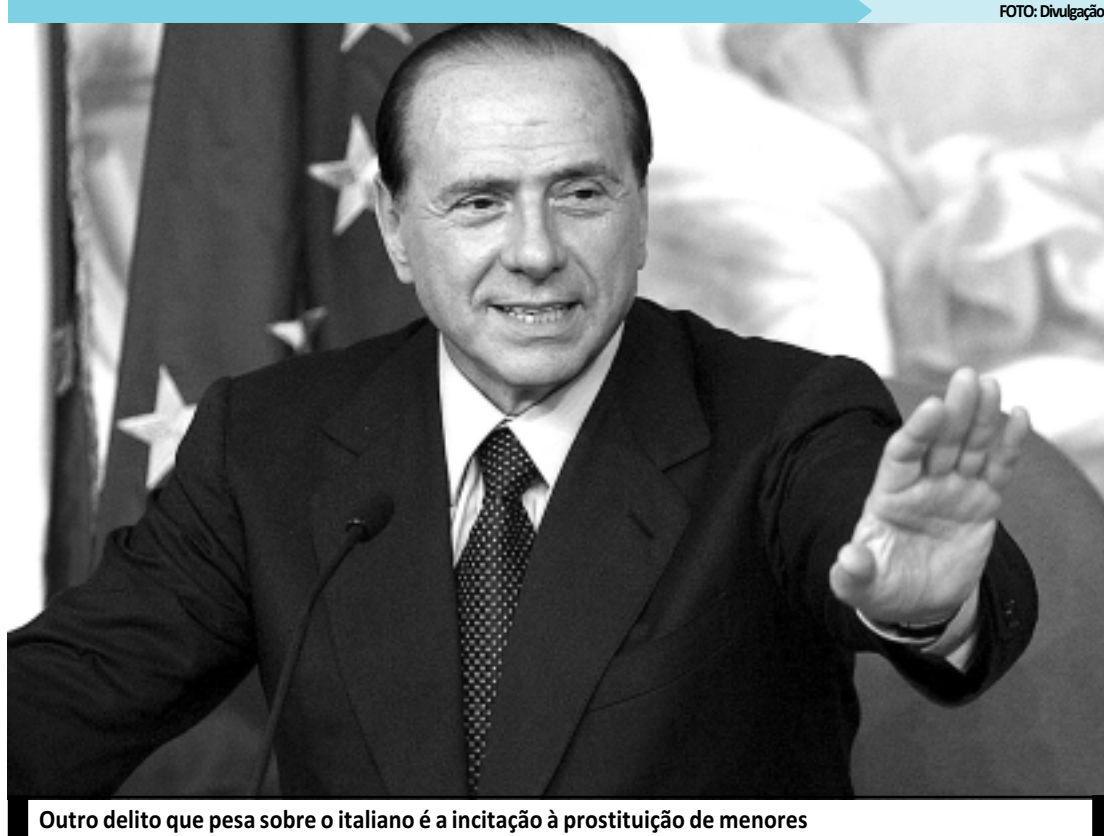 FOTO: Divulgação
Outro delito que pesa sobre o italiano é a incitação à prostituição de menores